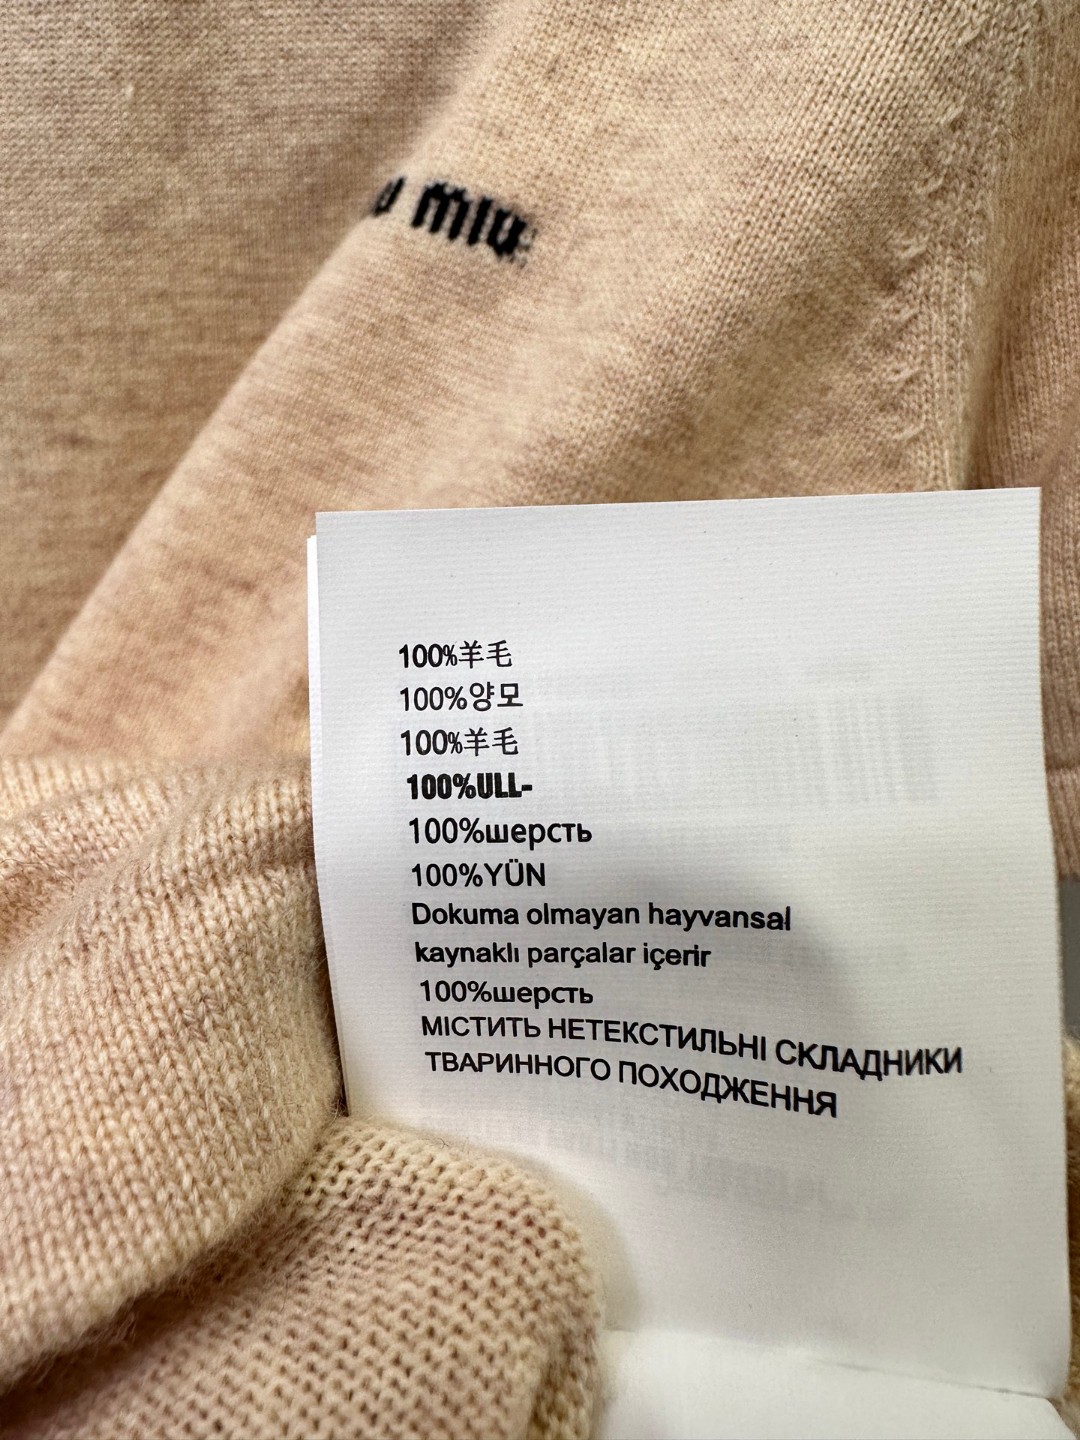 u miu
100%羊毛
100%양모
100%羊毛
100%ULL-
100%шерсть
100%YÜN
Dokuma olmayan hayvansal
kaynaklı parçalar içerir
100%шерсть
МІСТИТЬ НЕТЕКСТИЛЬНІ СКЛАДНИКИ
ТВАРИННОГО ПОХОДЖЕННЯ